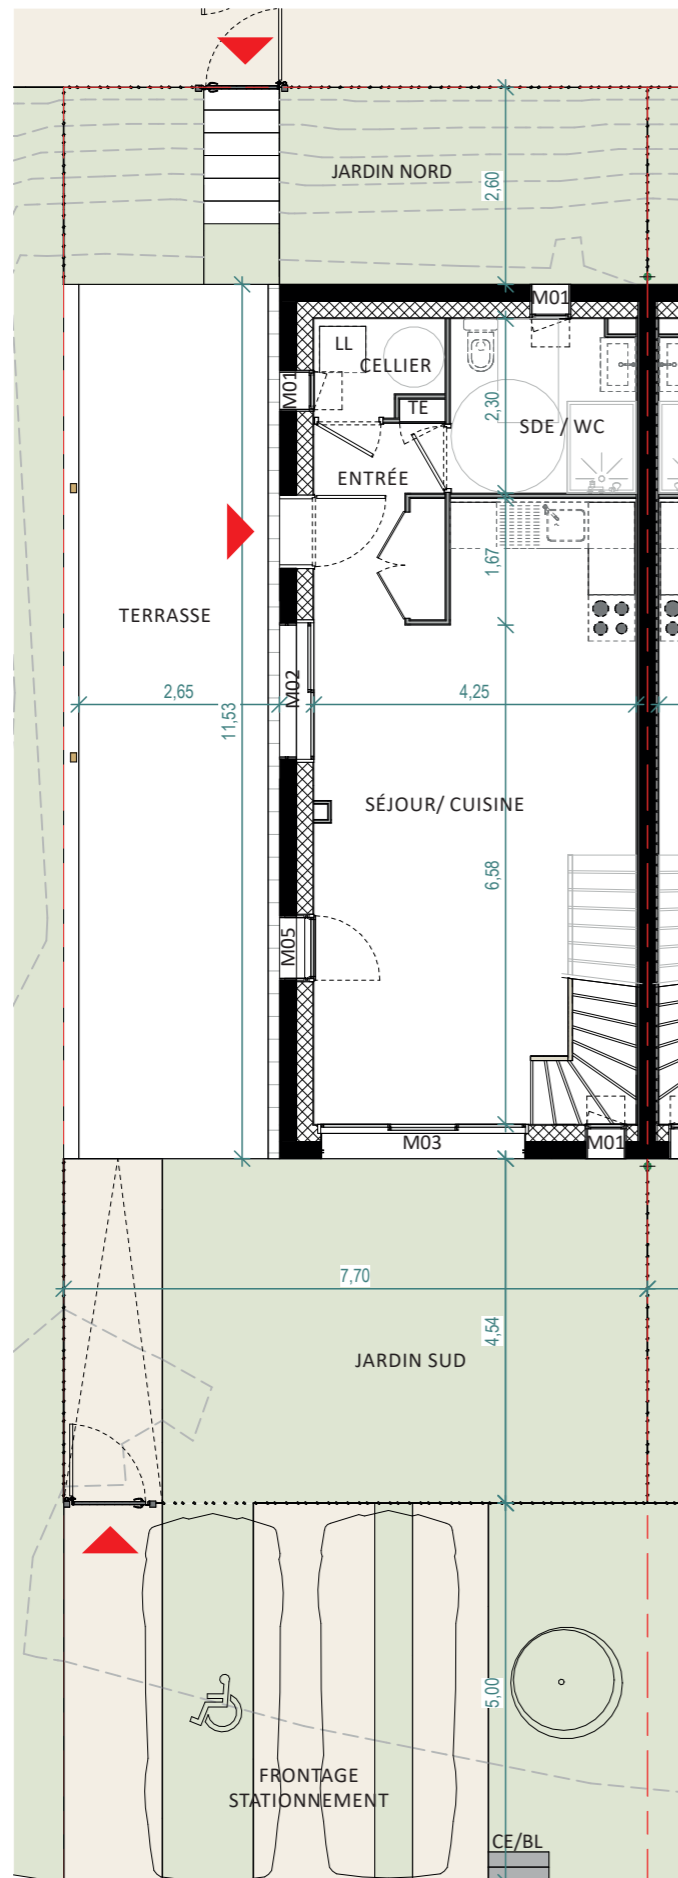 JARDIN NORD
2,60
M01
LL
CELLIER
M01
TE
2,30
SDE / WC
ENTRÉE
1,67
TERRASSE
M02
2,65
4,25
11,53
SÉJOUR/ CUISINE
6,58
M05
M03
M01
7,70
4,54
JARDIN SUD
5,00
FRONTAGE
STATIONNEMENT
CE/BL